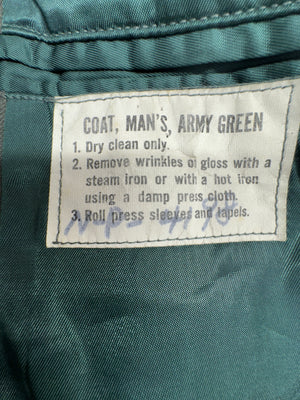 COAT, MAN'S, ARMY GREEN
1. Dry clean only.
2. Remove wrinkles or gloss with a
steam iron or with a hot iron
using a damp press cloth.
3. Roll press sleeves and lapels.